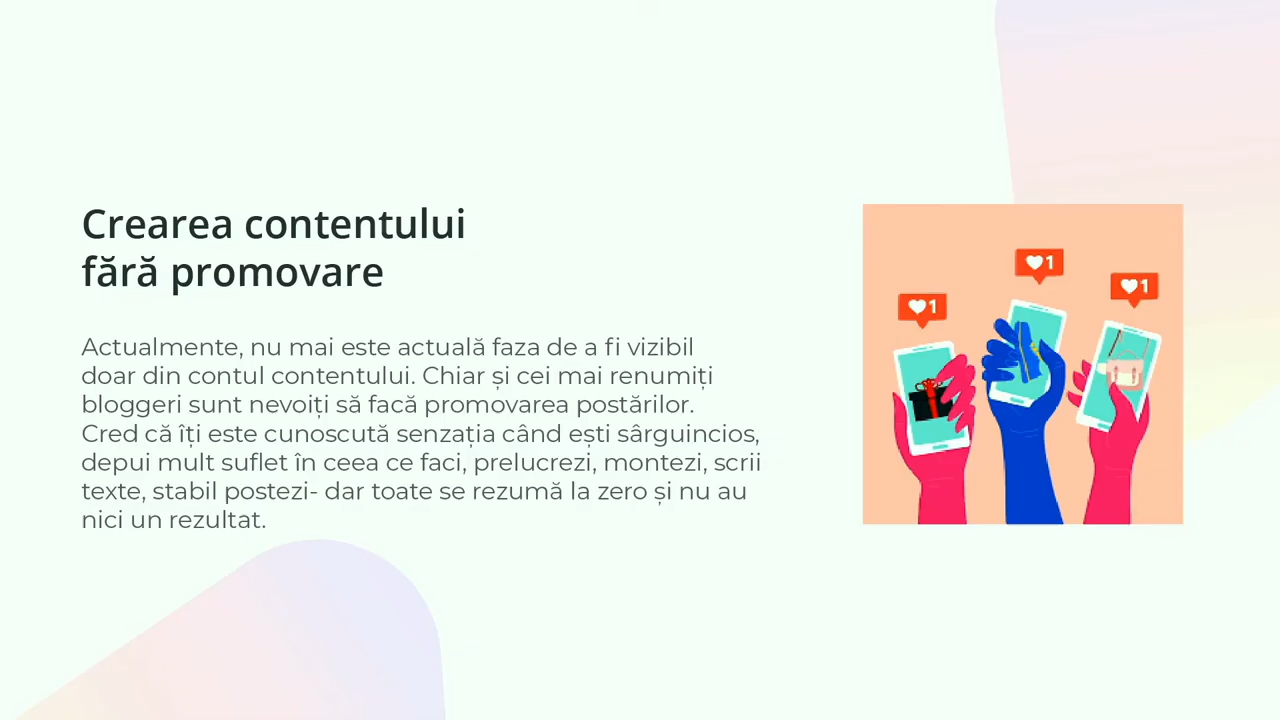 Crearea contentului
fără promovare
Actualmente, nu mai este actuală faza de a fi vizibil
doar din contul contentului. Chiar și cei mai renumiți
bloggeri sunt nevoiți să facă promovarea postărilor.
Cred că îți este cunoscută senzația când ești sârguincios,
depui mult suflet în ceea ce faci, prelucrezi, montezi, scrii
texte, stabil postezi- dar toate se rezumă la zero și nu au
nici un rezultat.
1
1
1